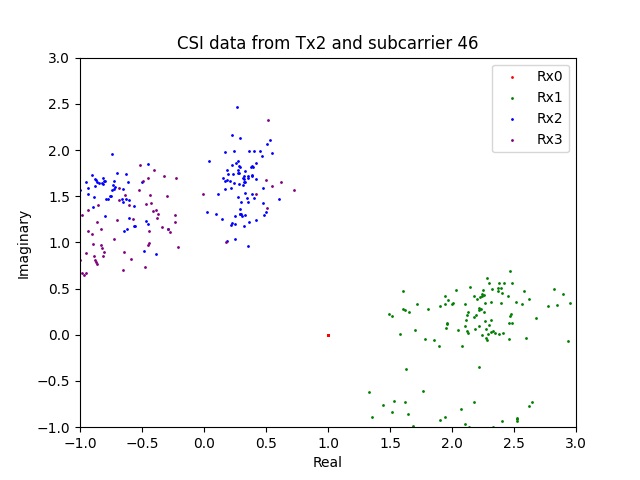 CSI data from Tx2 and subcarrier 46
3.0
2.5
2.0
1.5
1.0
0.5
0.0
−0.5
−1.0
Imaginary
Rx0
Rx1
Rx2
Rx3
−1.0 −0.5 0.0 0.5 1.0 1.5 2.0 2.5 3.0
Real